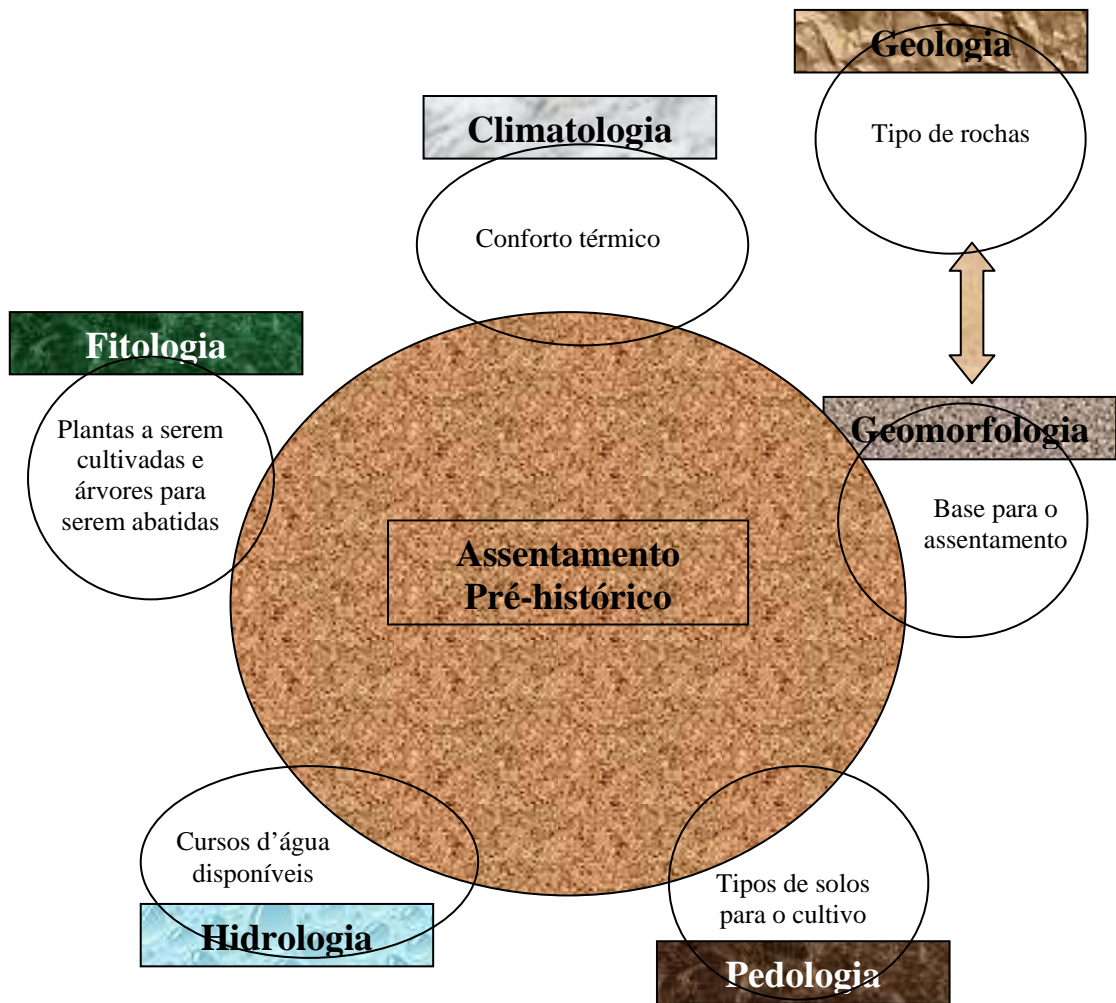 Geologia
Tipo de rochas
Climatologia
Conforto térmico
Fitologia
Plantas a serem
cultivadas e
árvores para
serem abatidas
Geomorfologia
Base para o
assentamento
Assentamento
Pré-histórico
Cursos d’água
disponíveis
Hidrologia
Tipos de solos
para o cultivo
Pedologia